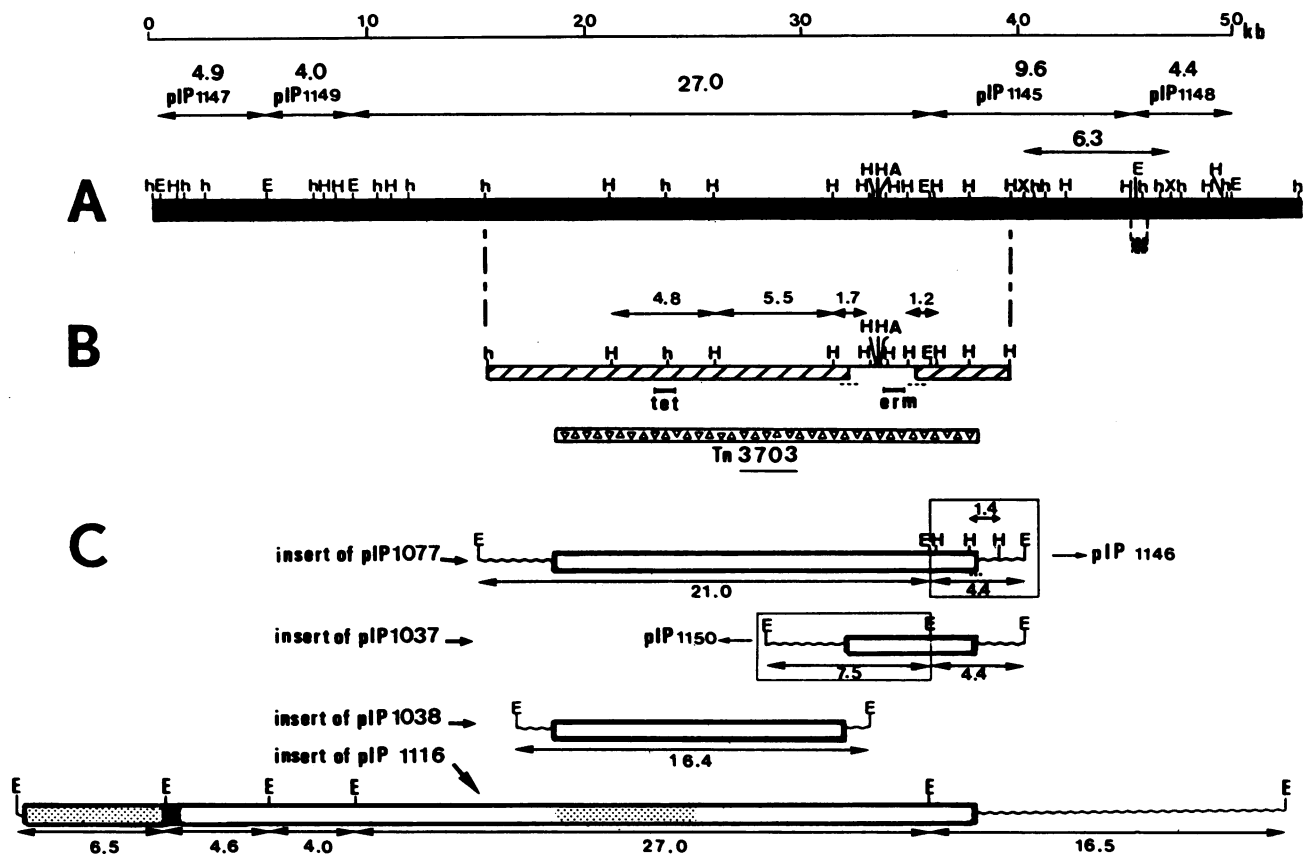 0 10 20 30 40 50 kb
4.9 4.0 27.0 9.6 4.4
pIP1147 pIP1149 pIP1145 pIP1148
6.3
H H A E H
A h E H h h E h H H E h H h h H h H H H H H E H H H X h h H H h h X h H h E h
4.8 5.5 1.7 1.2
H H A
B h H h H H H H H E H H H
tet erm
Tn 3703
1.4
C insert of pIP1077 E E H H H E pIP 1146
21.0 4.4
insert of pIP1037 pIP1150 E E E
7.5 4.4
insert of pIP1038 E E
16.4
insert of pIP 1116
E E E E E E
6.5 4.6 4.0 27.0 16.5